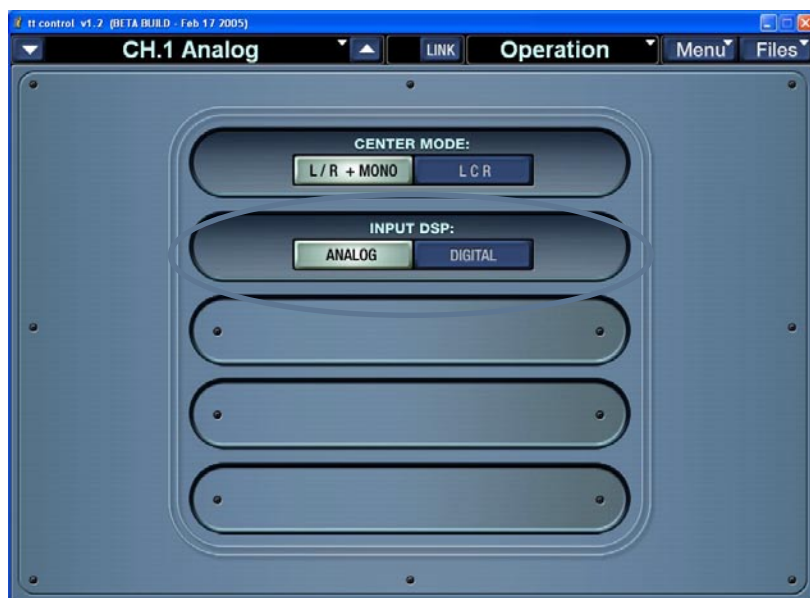 tt control v1.2 (BETA BUILD - Feb 17 2005)
CH.1 Analog LINK Operation Menu Files
CENTER MODE:
L/R + MONO LCR
INPUT DSP:
ANALOG DIGITAL